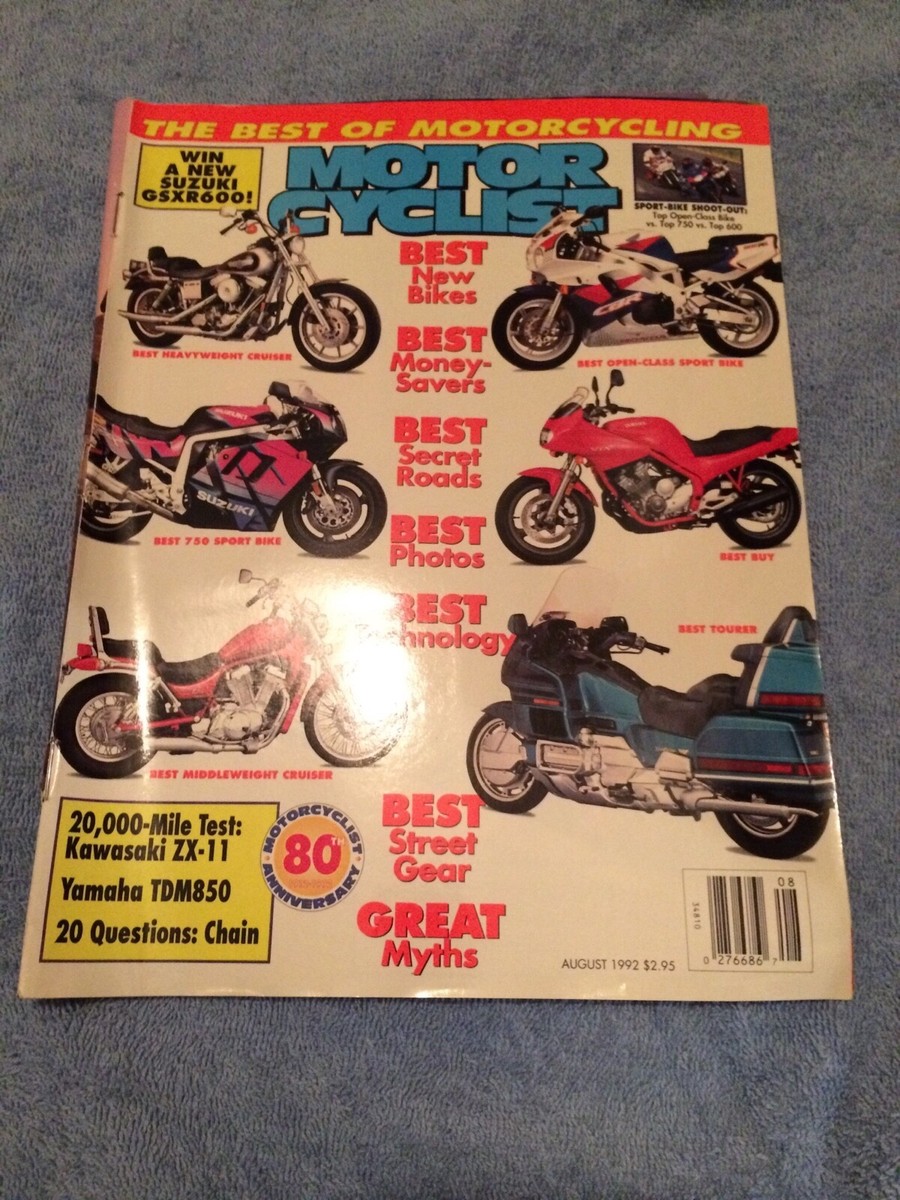 THE BEST OF MOTORCYCLING
WIN
A NEW
SUZUKI
GSXR600!
MOTOR
CYCLIST
SPORT-BIKE SHOOT-OUT:
Top Open-Class Bike
vs. Top 750 vs. Top 600
BEST
New
Bikes
BEST HEAVYWEIGHT CRUISER
BEST OPEN-CLASS SPORT BIKE
BEST
Money-
Savers
BEST
Secret
Roads
SUZUKI
SUZUKI
BEST 750 SPORT BIKE
BEST
Photos
BEST BUY
BEST
Technology
BEST TOURER
BEST MIDDLEWEIGHT CRUISER
BEST
Street
Gear
20,000-Mile Test:
Kawasaki ZX-11
Yamaha TDM850
20 Questions: Chain
MOTORCYCLIST
80TH
ANNIVERSARY
GREAT
Myths
AUGUST 1992 $2.95
34810
08
0 276686 7